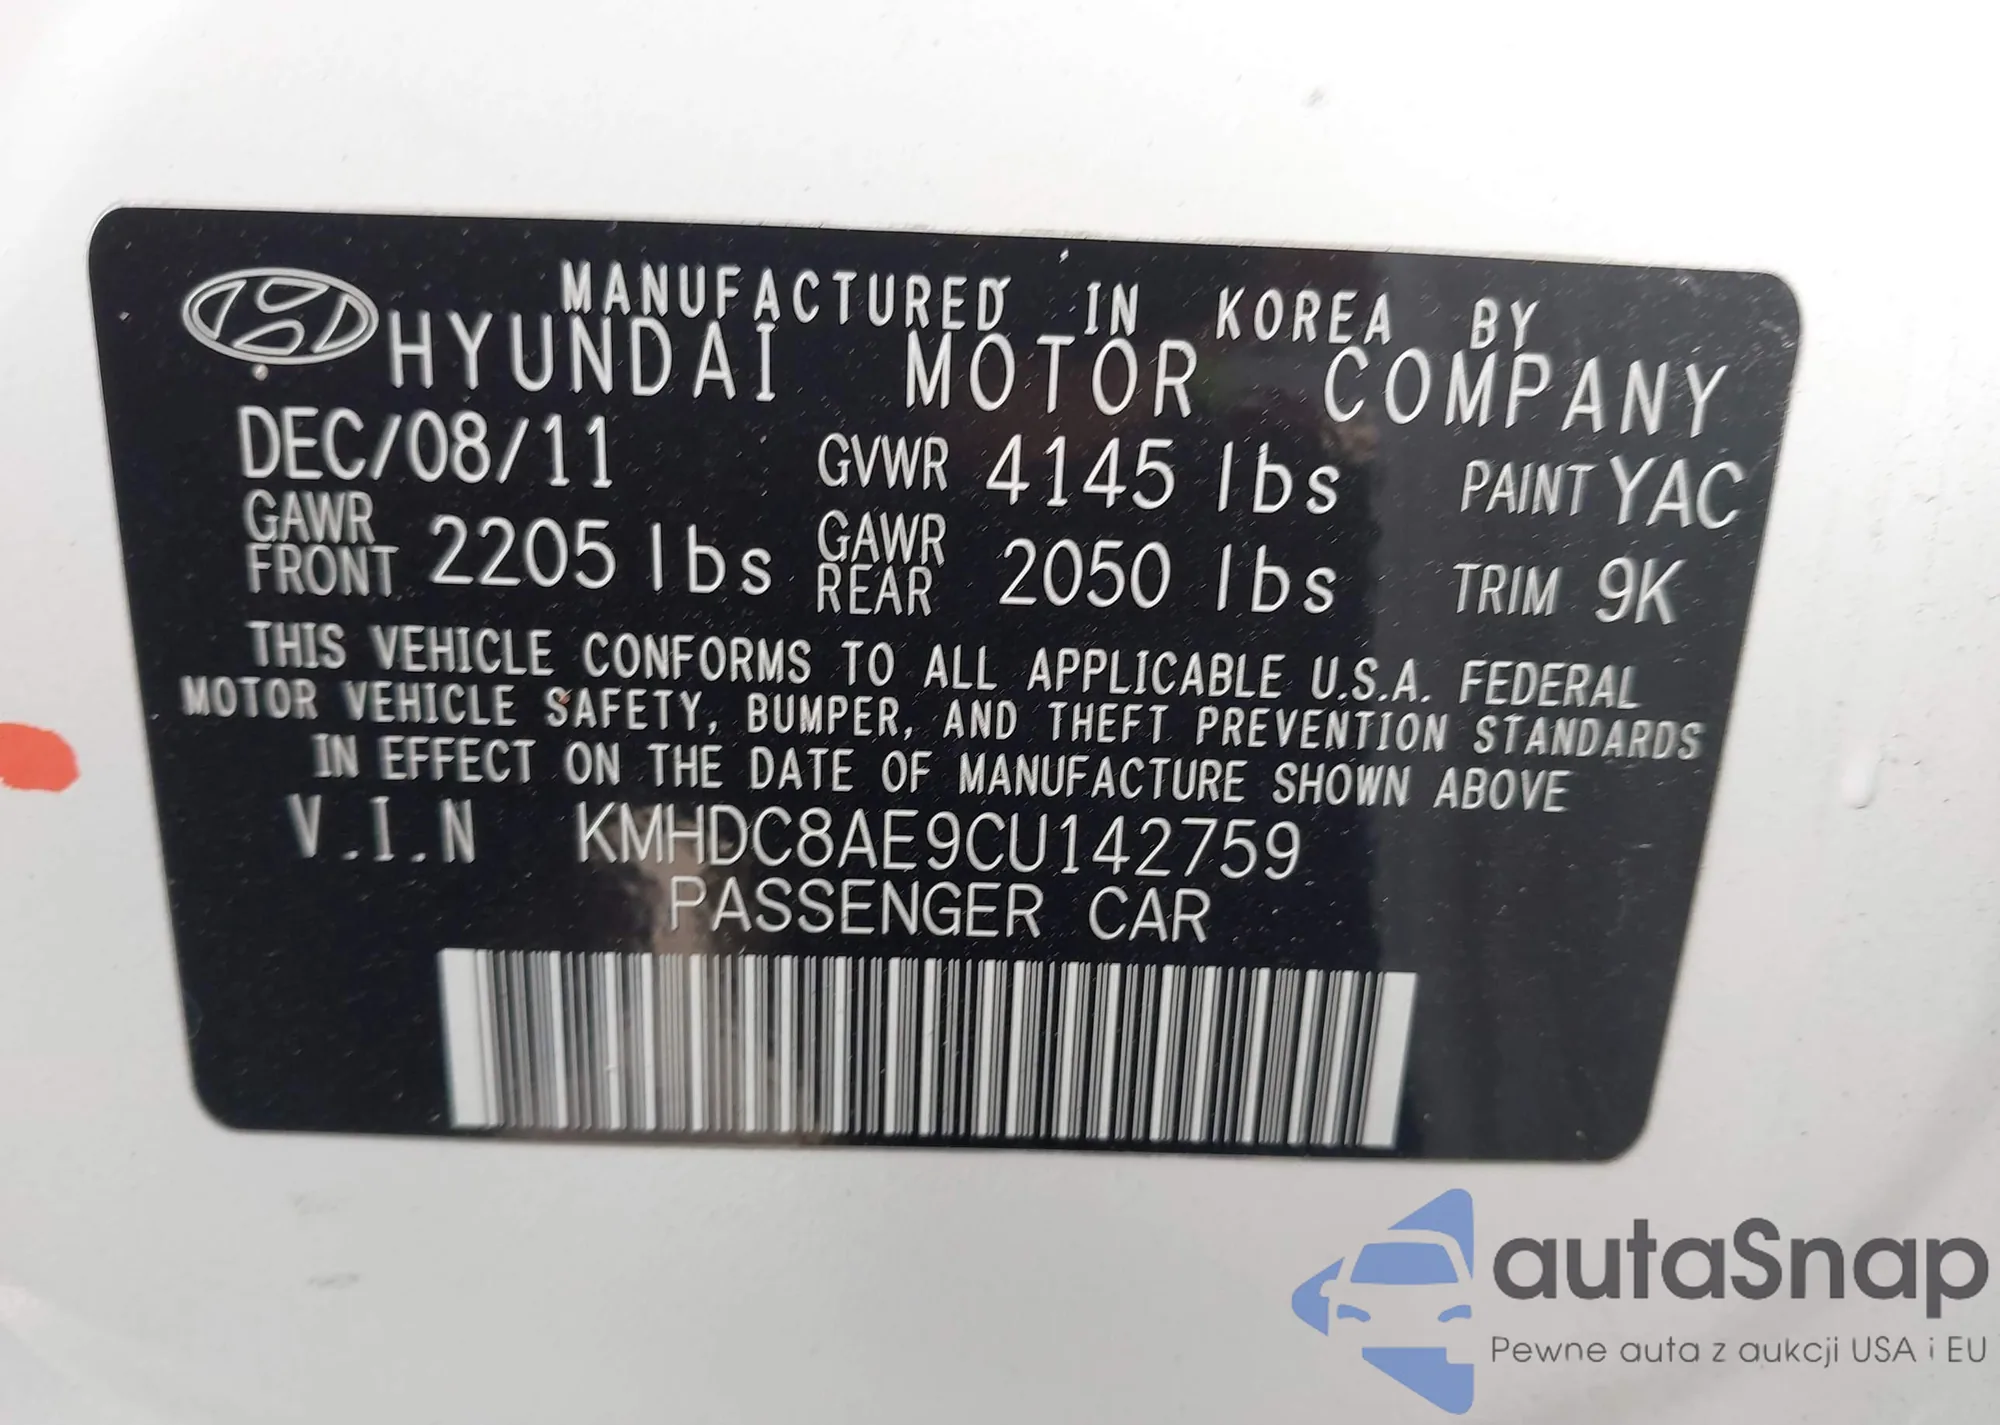 MANUFACTURED IN KOREA BY
HYUNDAI MOTOR COMPANY
DEC/08/11 GVWR 4145 lbs PAINT YAC
GAWR FRONT 2205 lbs GAWR REAR 2050 lbs TRIM 9K
THIS VEHICLE CONFORMS TO ALL APPLICABLE U.S.A. FEDERAL
MOTOR VEHICLE SAFETY, BUMPER, AND THEFT PREVENTION STANDARDS
IN EFFECT ON THE DATE OF MANUFACTURE SHOWN ABOVE
V.I.N KMHDC8AE9CU142759
PASSENGER CAR
autaSnap
Pewne auta z aukcji USA i EU